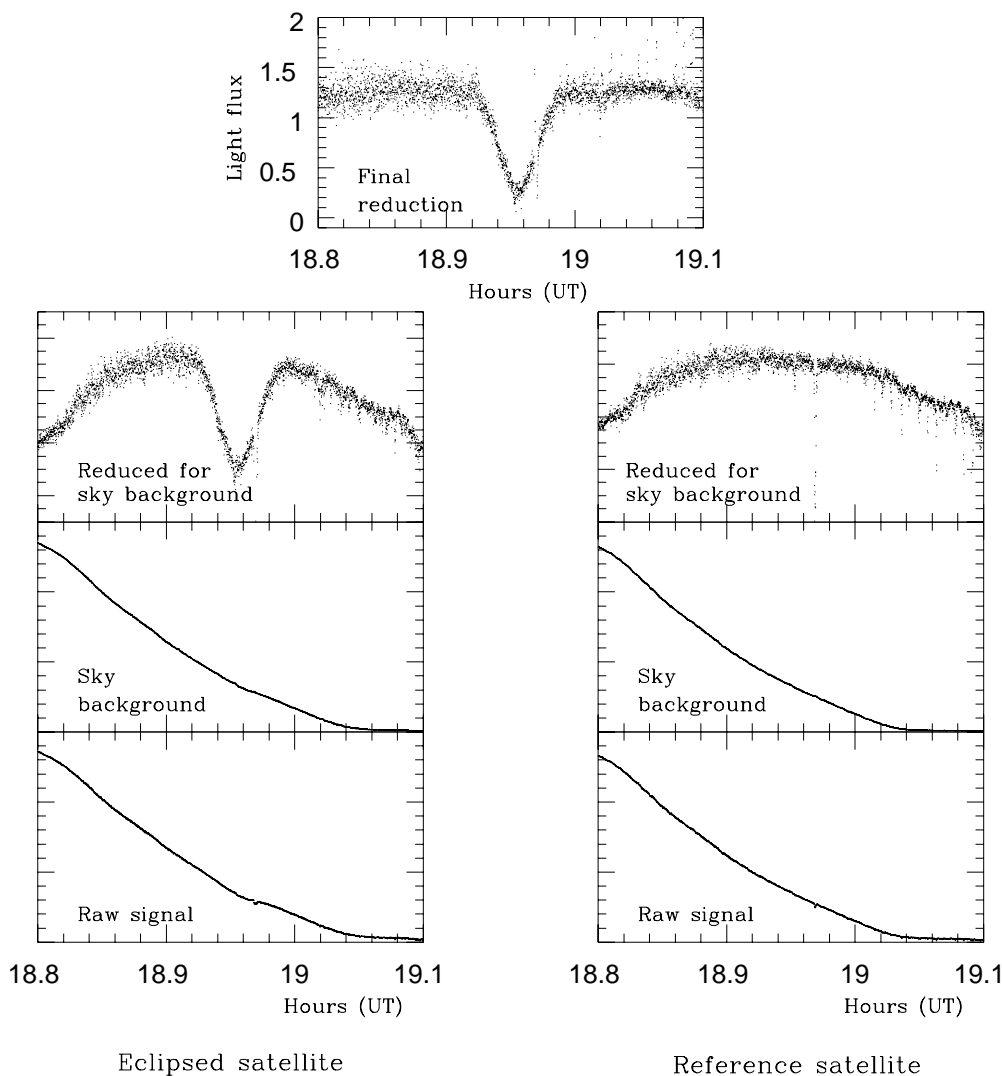 2
1.5
1
0.5
0
Light flux
Final
reduction
18.8 18.9 19 19.1
Hours (UT)
Reduced for
sky background
Reduced for
sky background
Sky
background
Sky
background
Raw signal
Raw signal
18.8 18.9 19 19.1
18.8 18.9 19 19.1
Hours (UT)
Hours (UT)
Eclipsed satellite
Reference satellite